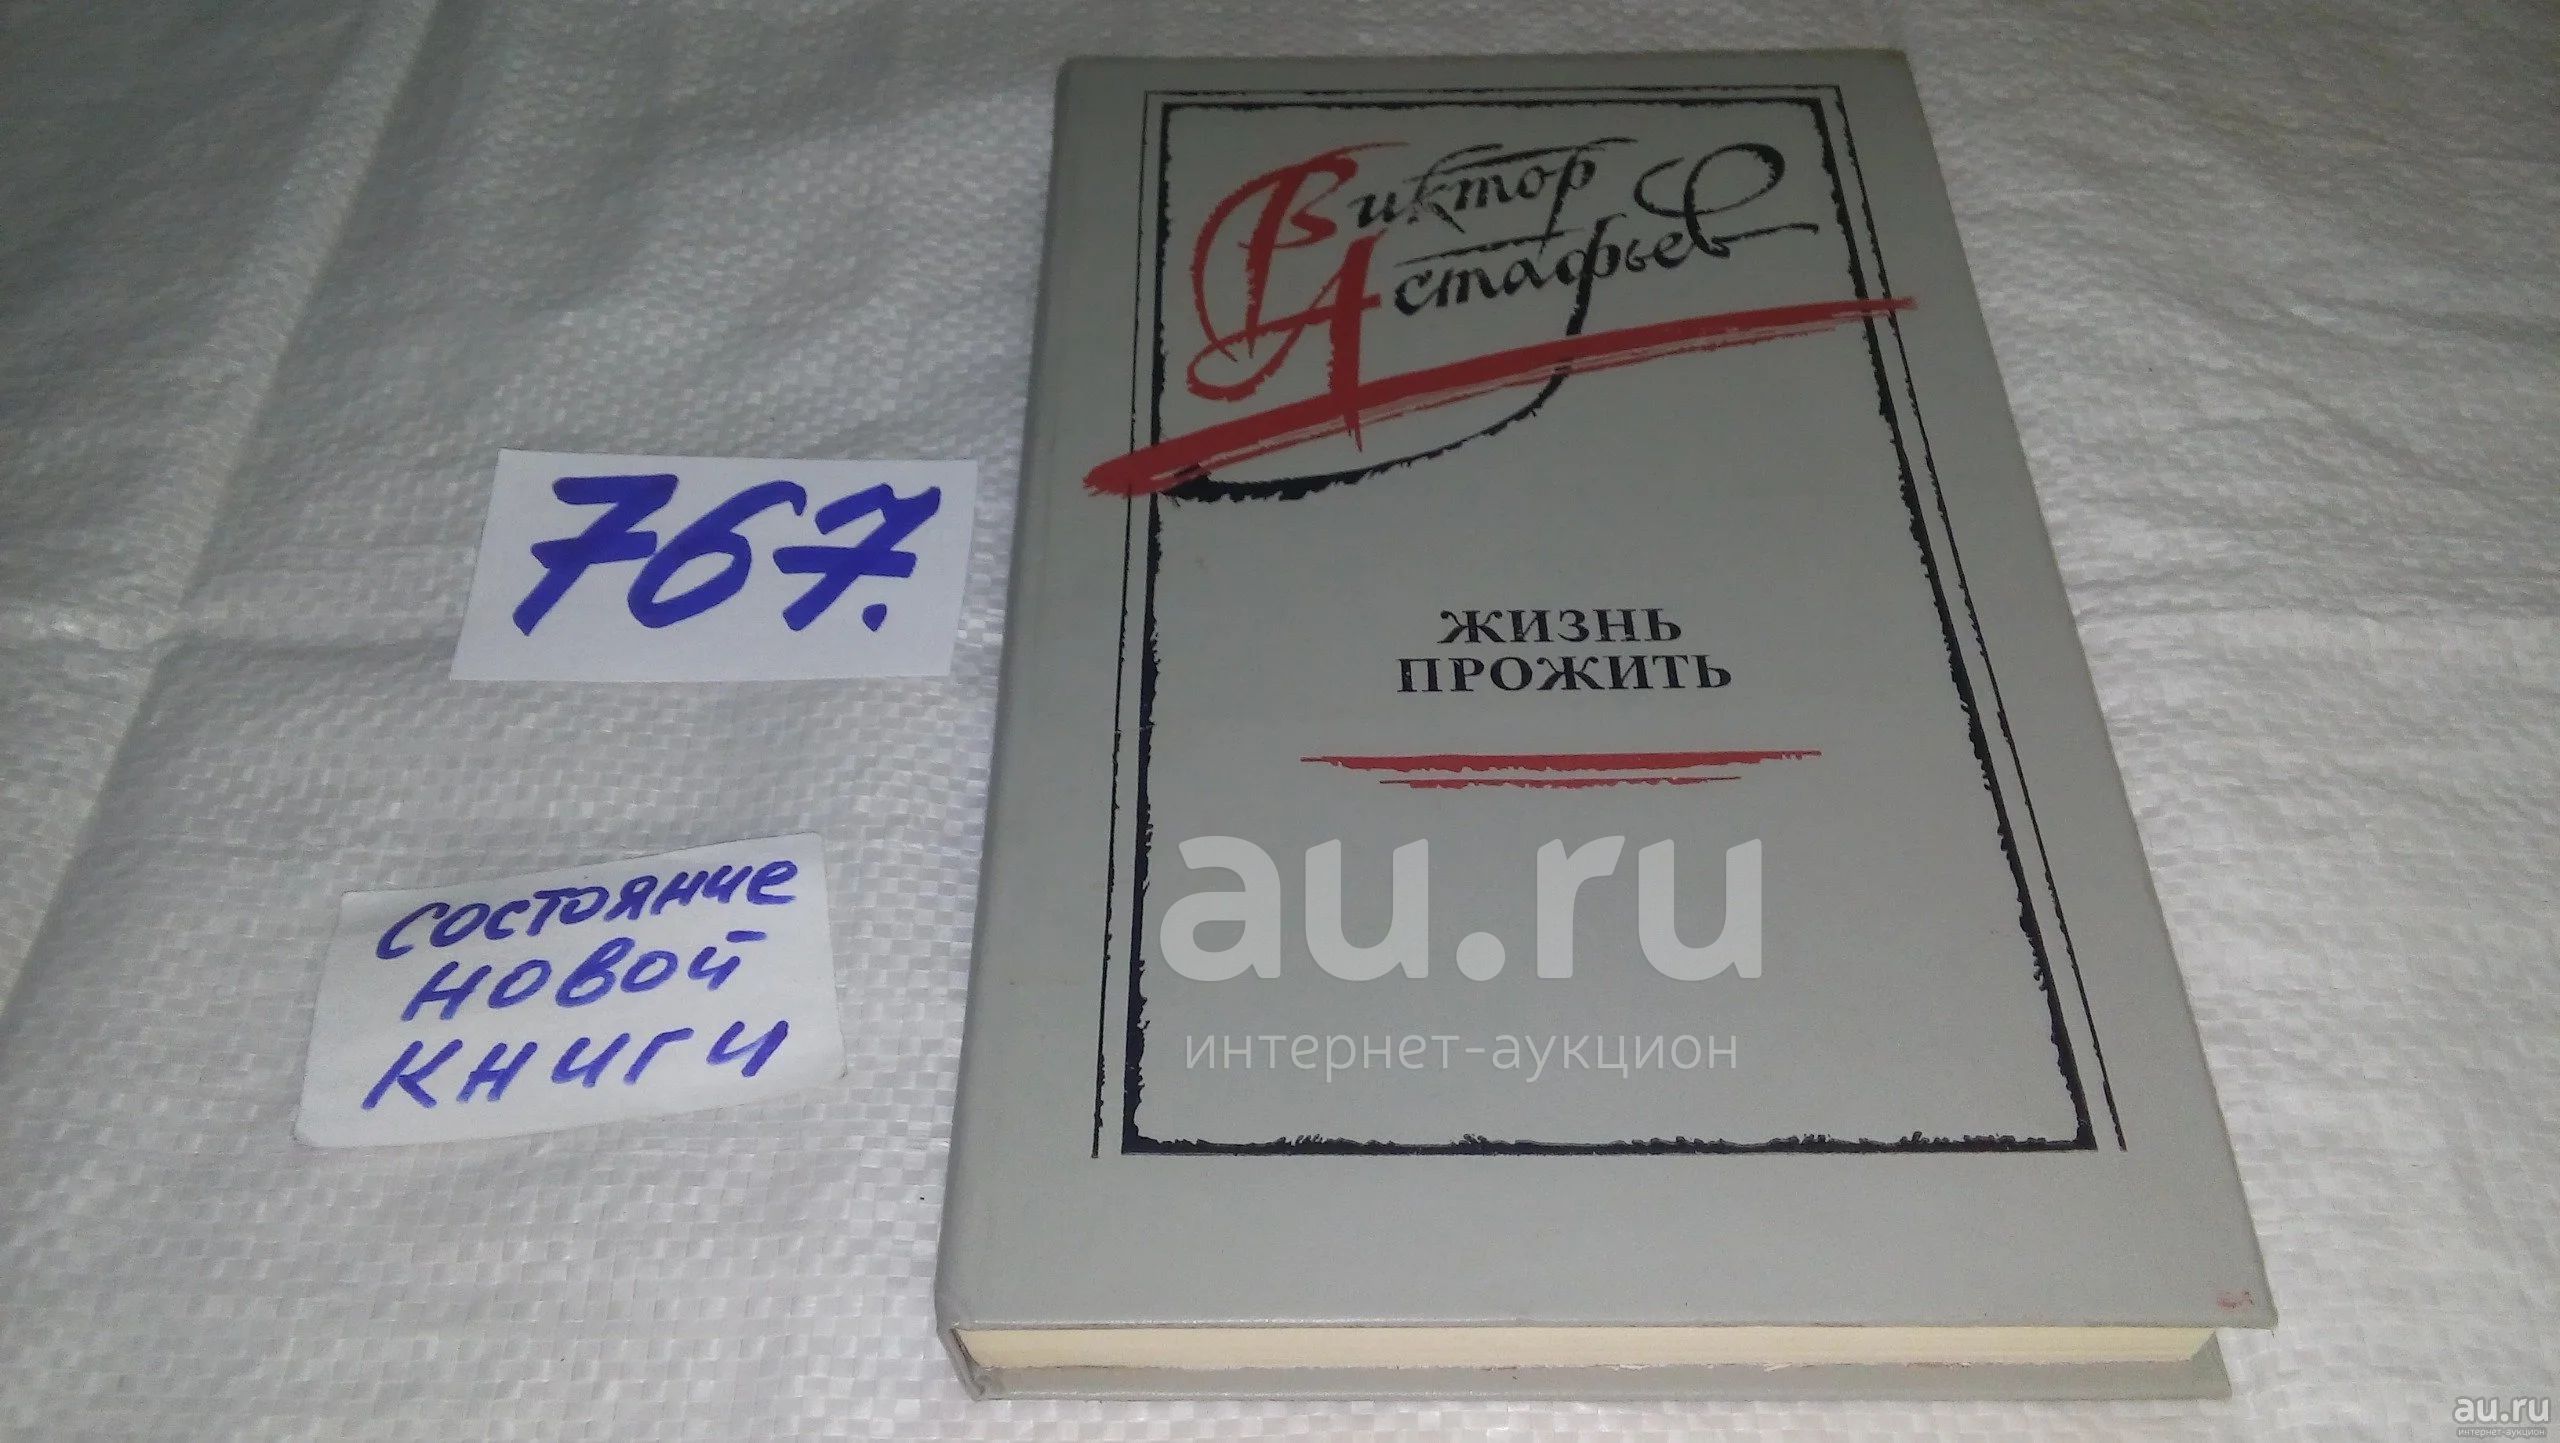 Виктор
Астафьев
ЖИЗНЬ
ПРОЖИТЬ
767.
состояние
новой
книги
au.ru
интернет-аукцион
au.ru
интернет-аукцион